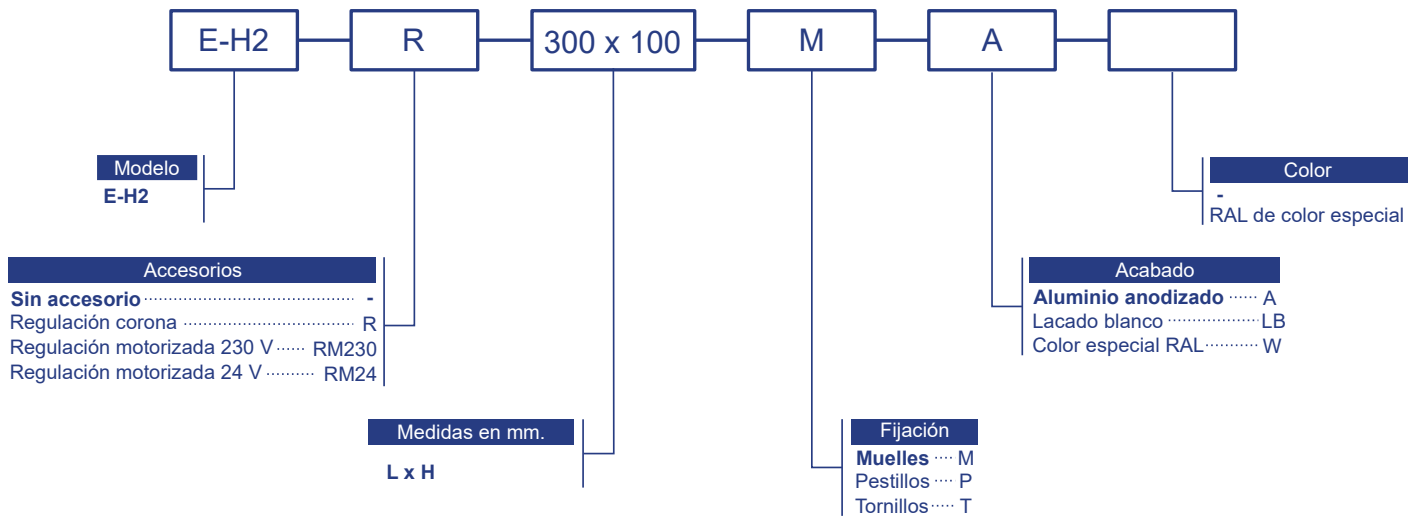 E-H2 R 300 x 100 M A
Modelo
E-H2
Color
-
RAL de color especial
Accesorios
Sin accesorio -
Regulación corona R
Regulación motorizada 230 V RM230
Regulación motorizada 24 V RM24
Acabado
Aluminio anodizado A
Lacado blanco LB
Color especial RAL W
Medidas en mm.
L x H
Fijación
Muelles M
Pestillos P
Tornillos T